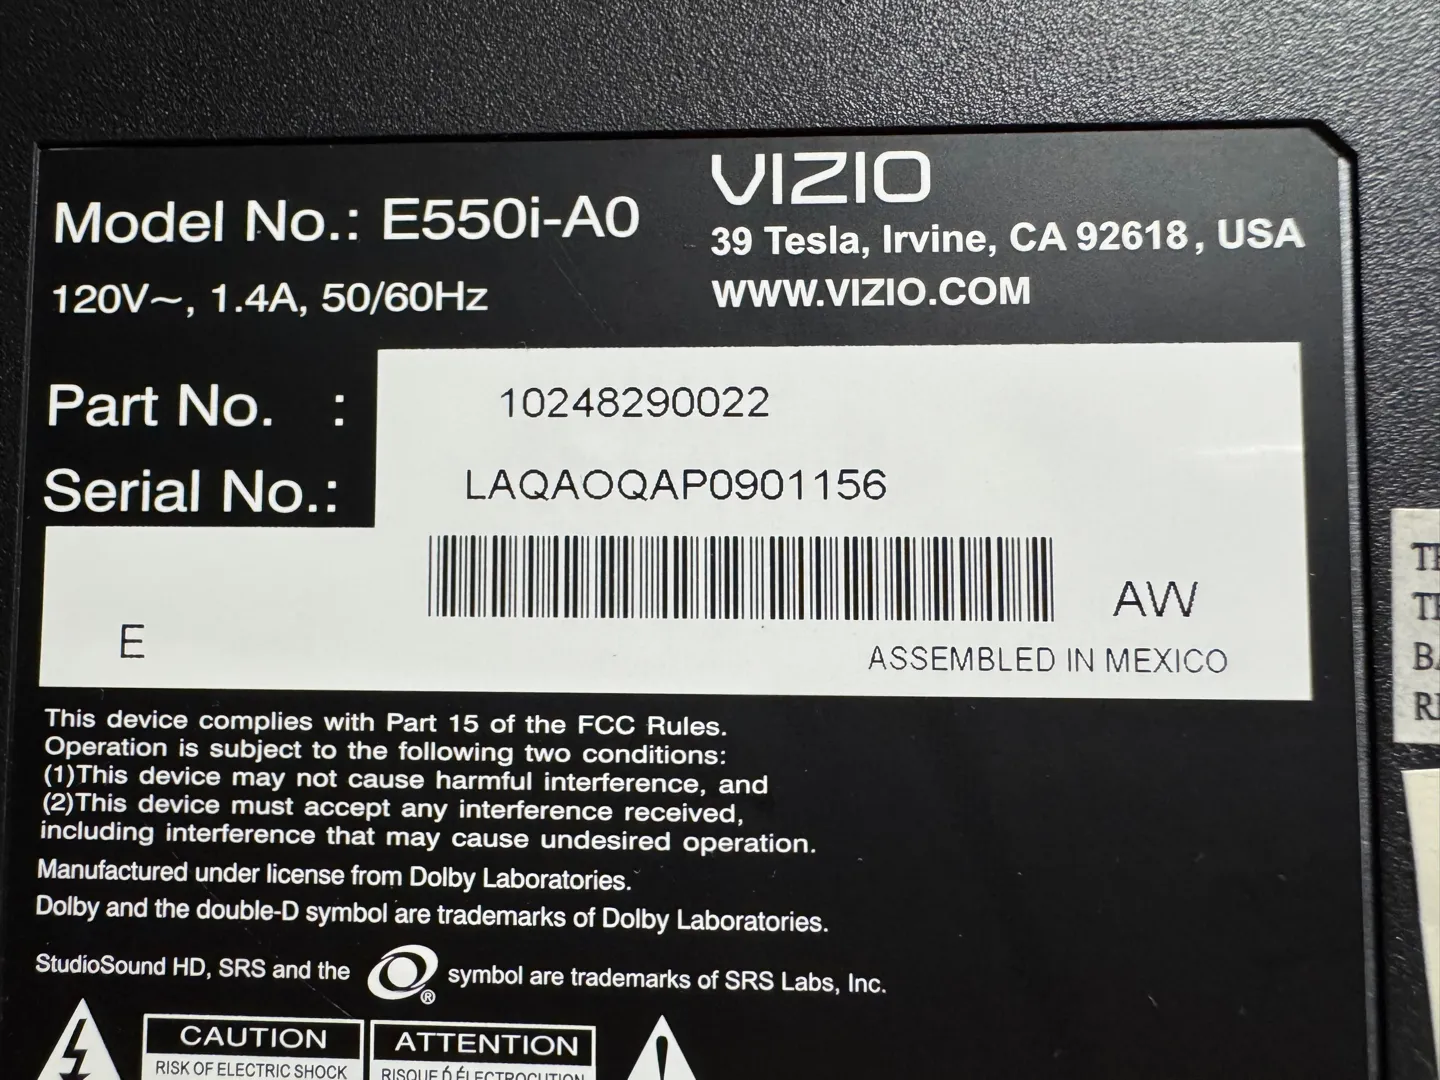 VIZIO
Model No.: E550i-A0
39 Tesla, Irvine, CA 92618, USA
120V~, 1.4A, 50/60Hz
WWW.VIZIO.COM
Part No. : 10248290022
Serial No.: LAQAOQAP0901156
AW
E
ASSEMBLED IN MEXICO
This device complies with Part 15 of the FCC Rules.
Operation is subject to the following two conditions:
(1)This device may not cause harmful interference, and
(2)This device must accept any interference received,
including interference that may cause undesired operation.
Manufactured under license from Dolby Laboratories.
Dolby and the double-D symbol are trademarks of Dolby Laboratories.
StudioSound HD, SRS and the ® symbol are trademarks of SRS Labs, Inc.
CAUTION
RISK OF ELECTRIC SHOCK
ATTENTION
RISQUE Ó ÉLECTROCUTION